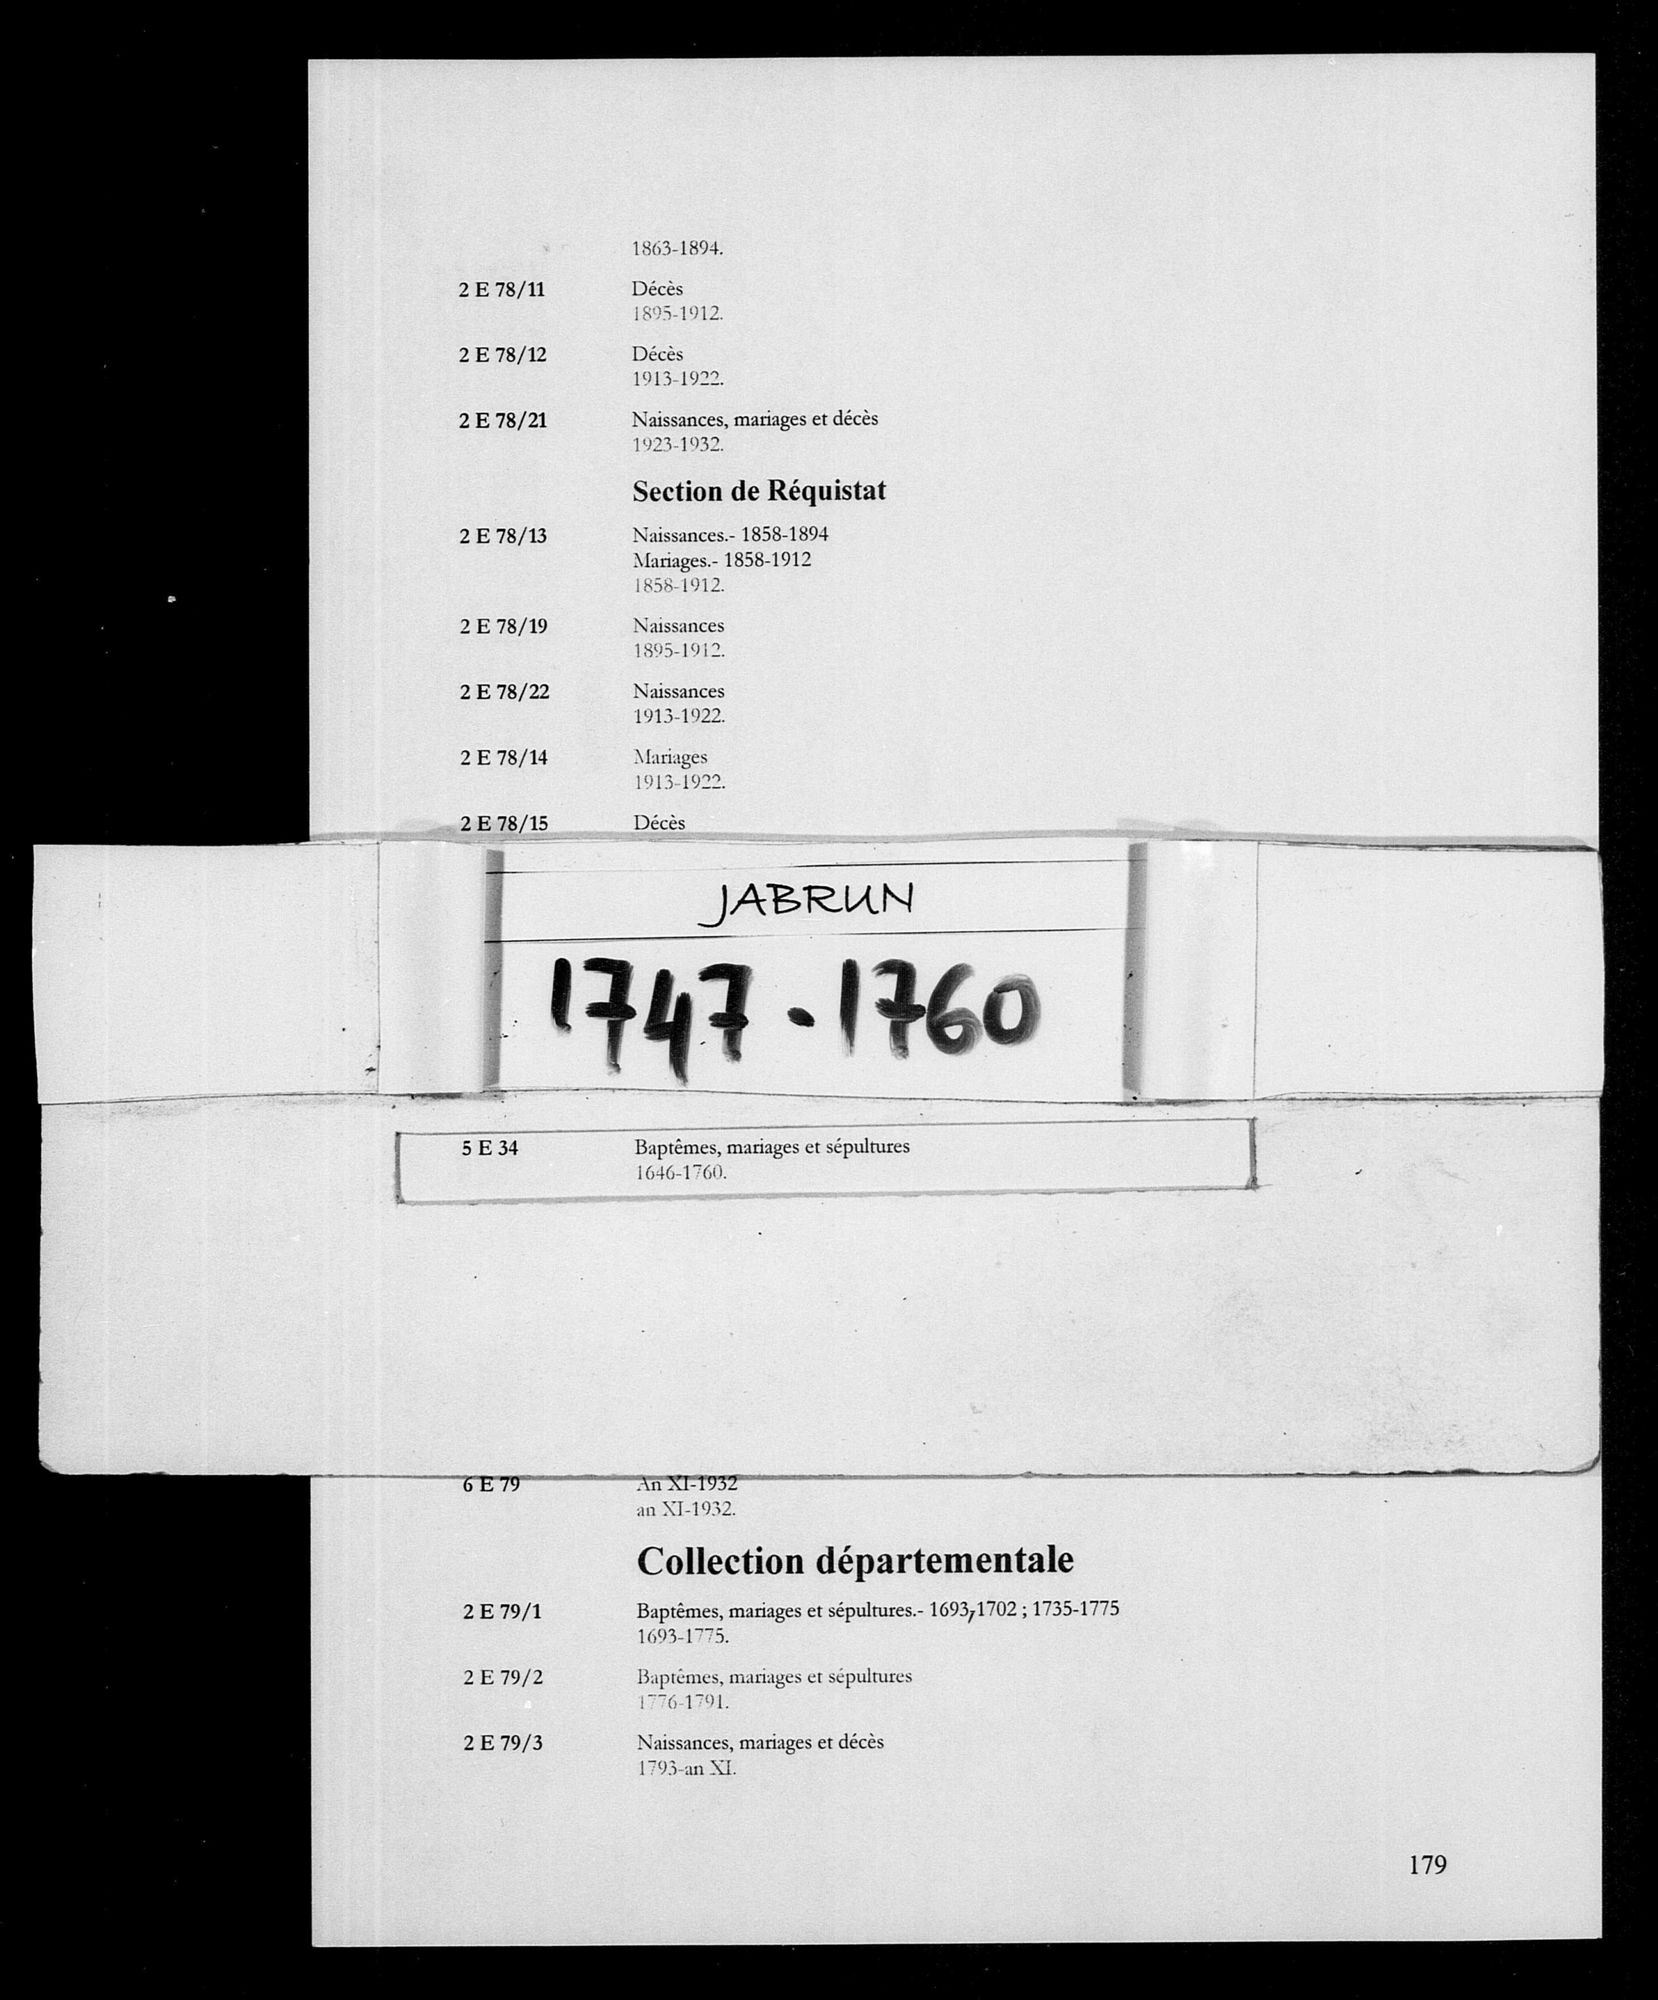 1863-1894.
2 E 78/11 Décès
1895-1912.
2 E 78/12 Décès
1913-1922.
2 E 78/21 Naissances, mariages et décès
1923-1932.
Section de Réquistat
2 E 78/13 Naissances.- 1858-1894
Mariages.- 1858-1912
1858-1912.
2 E 78/19 Naissances
1895-1912.
2 E 78/22 Naissances
1913-1922.
2 E 78/14 Mariages
1913-1922.
2 E 78/15 Décès
JABRUN
1747.1760
5 E 34 Baptêmes, mariages et sépultures
1646-1760.
6 E 79 An XI-1932
an XI-1932.
Collection départementale
2 E 79/1 Baptêmes, mariages et sépultures.- 1693,1702 ; 1735-1775
1693-1775.
2 E 79/2 Baptêmes, mariages et sépultures
1776-1791.
2 E 79/3 Naissances, mariages et décès
1793-an XI.
179